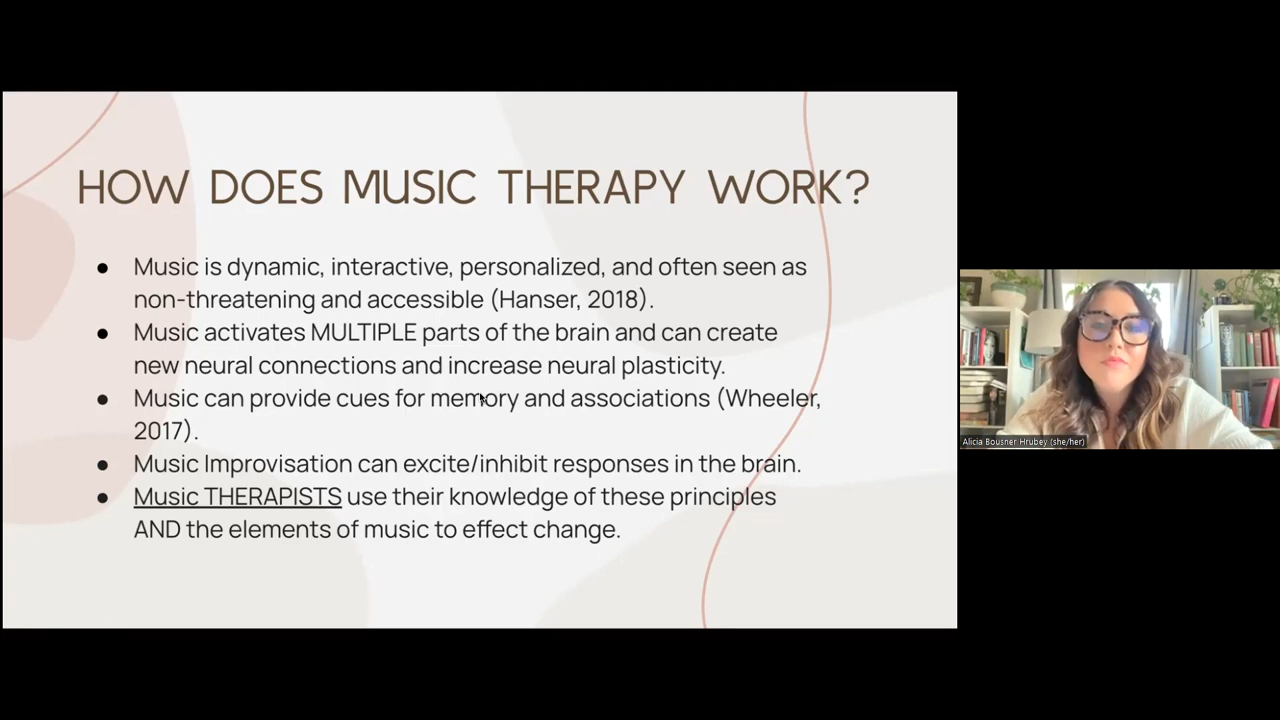 HOW DOES MUSIC THERAPY WORK?
● Music is dynamic, interactive, personalized, and often seen as
non-threatening and accessible (Hanser, 2018).
● Music activates MULTIPLE parts of the brain and can create
new neural connections and increase neural plasticity.
● Music can provide cues for memory and associations (Wheeler,
2017).
● Music Improvisation can excite/inhibit responses in the brain.
● Music THERAPISTS use their knowledge of these principles
AND the elements of music to effect change.
Alicia Bousner Hrubey (she/her)